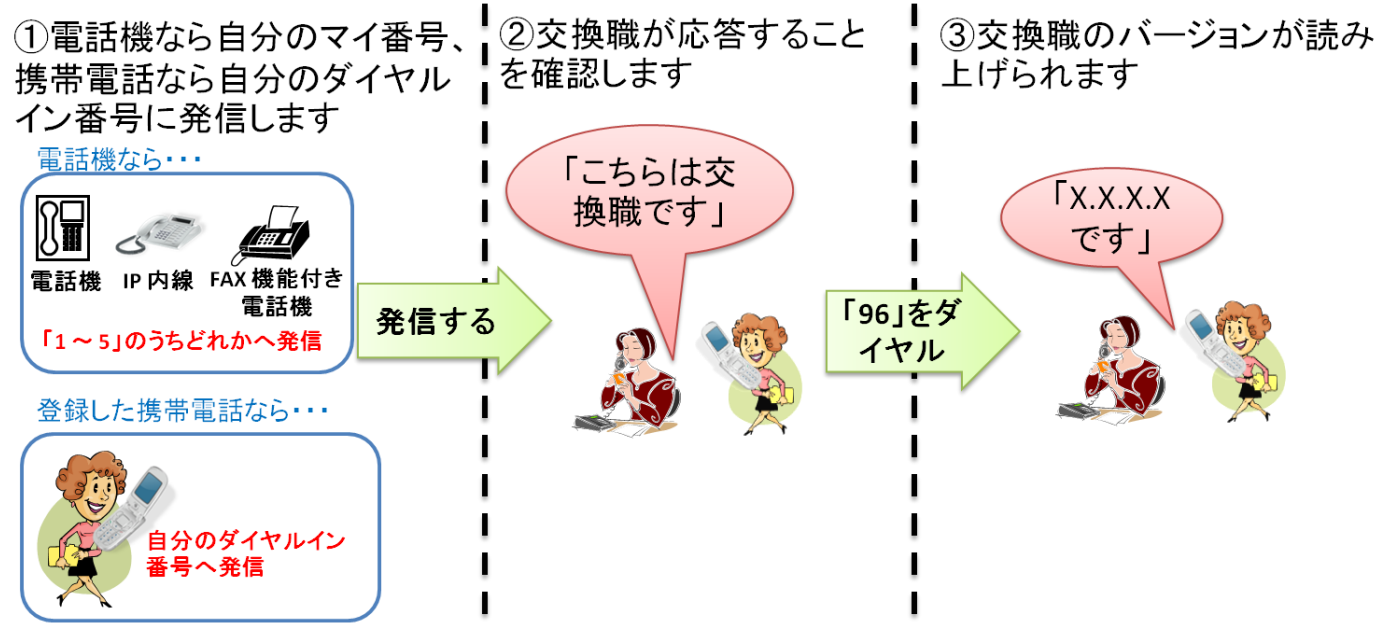 ①電話機なら自分のマイ番号、
携帯電話なら自分のダイヤル
イン番号に発信します
電話機なら・・・
電話機
IP 内線
FAX 機能付き
電話機
「1 ～ 5」のうちどれかへ発信
登録した携帯電話なら・・・
自分のダイヤルイン
番号へ発信
発信する
②交換職が応答すること
を確認します
「こちらは交
換職です」
「96」をダ
イヤル
③交換職のバージョンが読み
上げられます
「X.X.X.X
です」